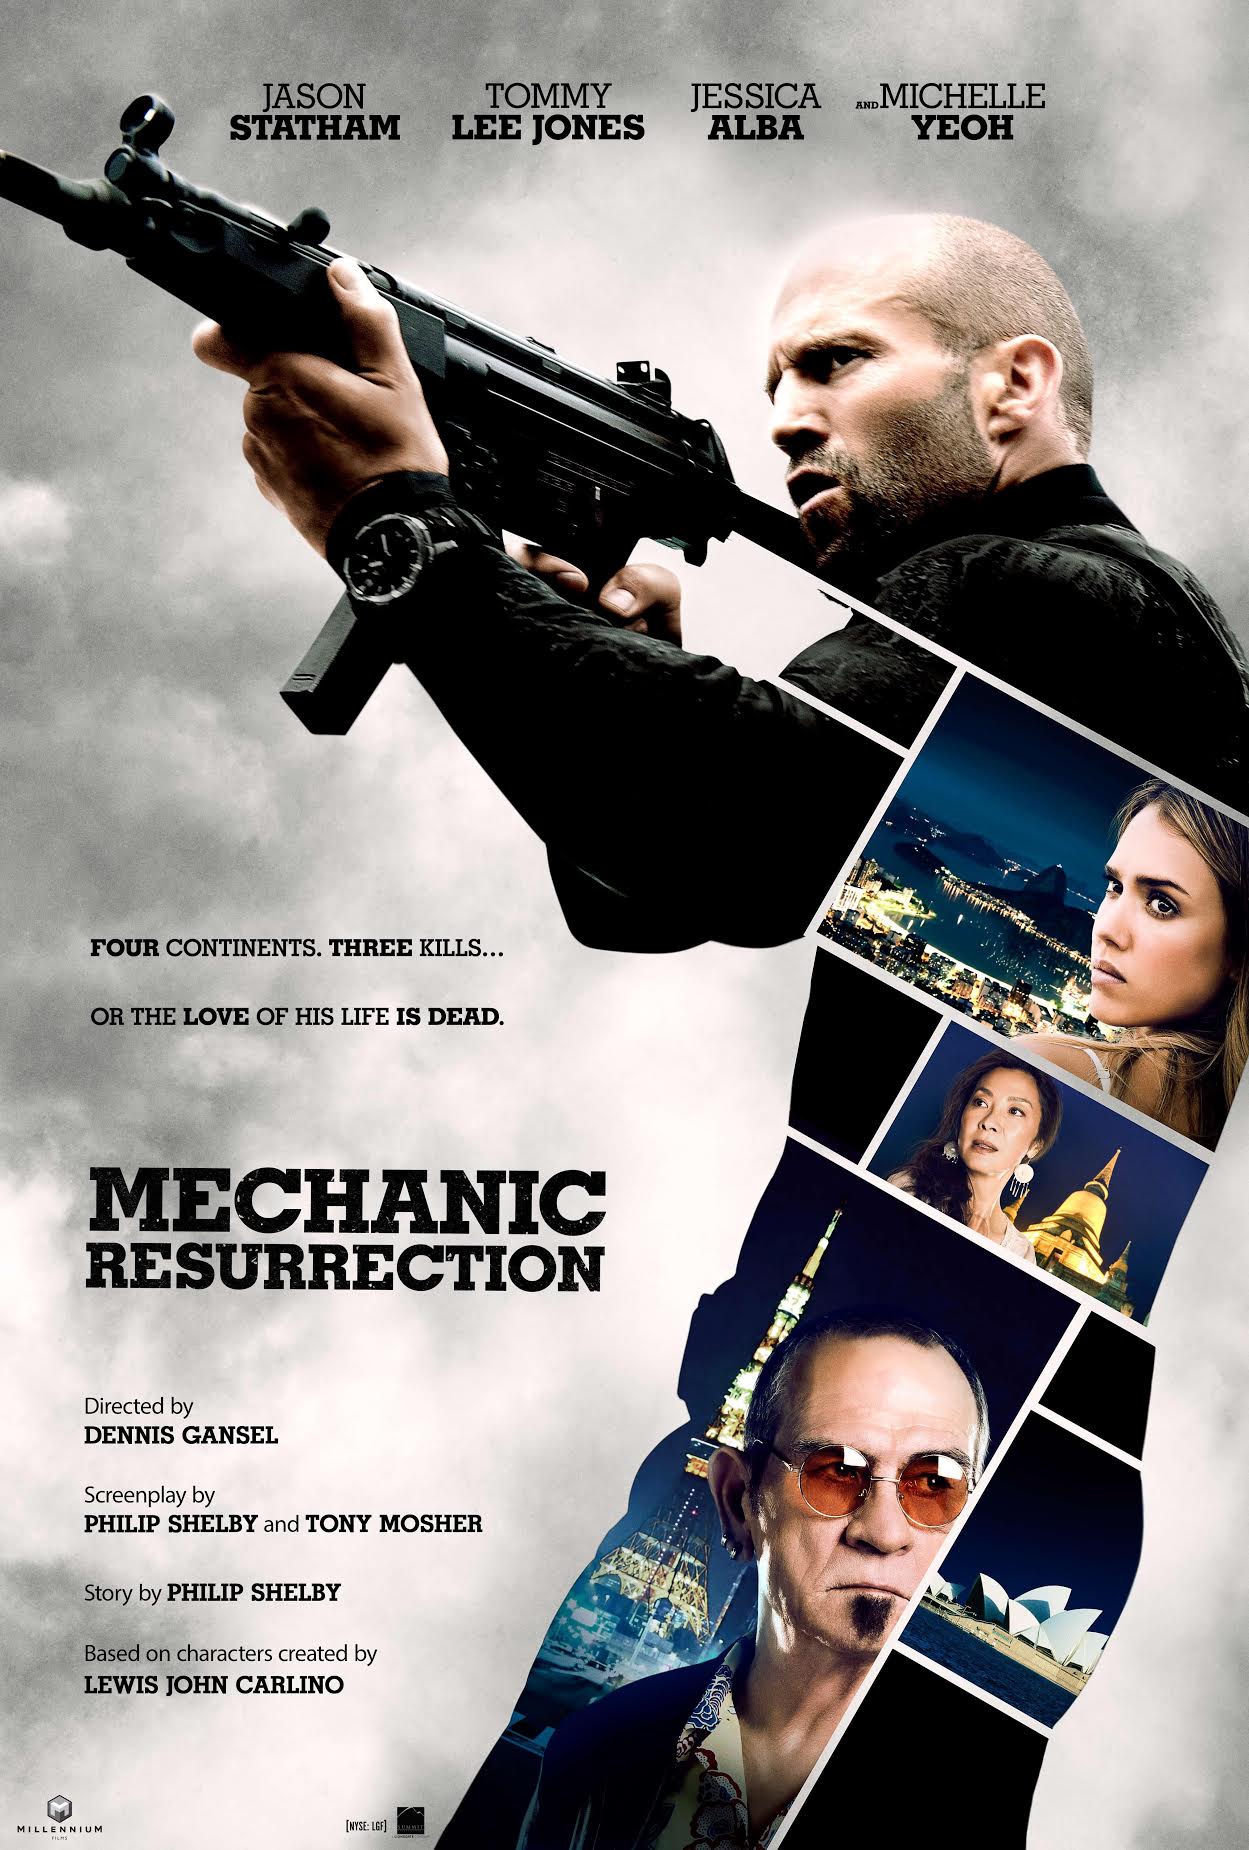 JASON
STATHAM
TOMMY
LEE JONES
JESSICA
ALBA
AND MICHELLE
YEOH
FOUR CONTINENTS. THREE KILLS...
OR THE LOVE OF HIS LIFE IS DEAD.
MECHANIC
RESURRECTION
Directed by
DENNIS GANSEL
Screenplay by
PHILIP SHELBY and TONY MOSHER
Story by PHILIP SHELBY
Based on characters created by
LEWIS JOHN CARLINO
MILLENNIUM
FILMS
[NYSE: LGF]
SUMMIT